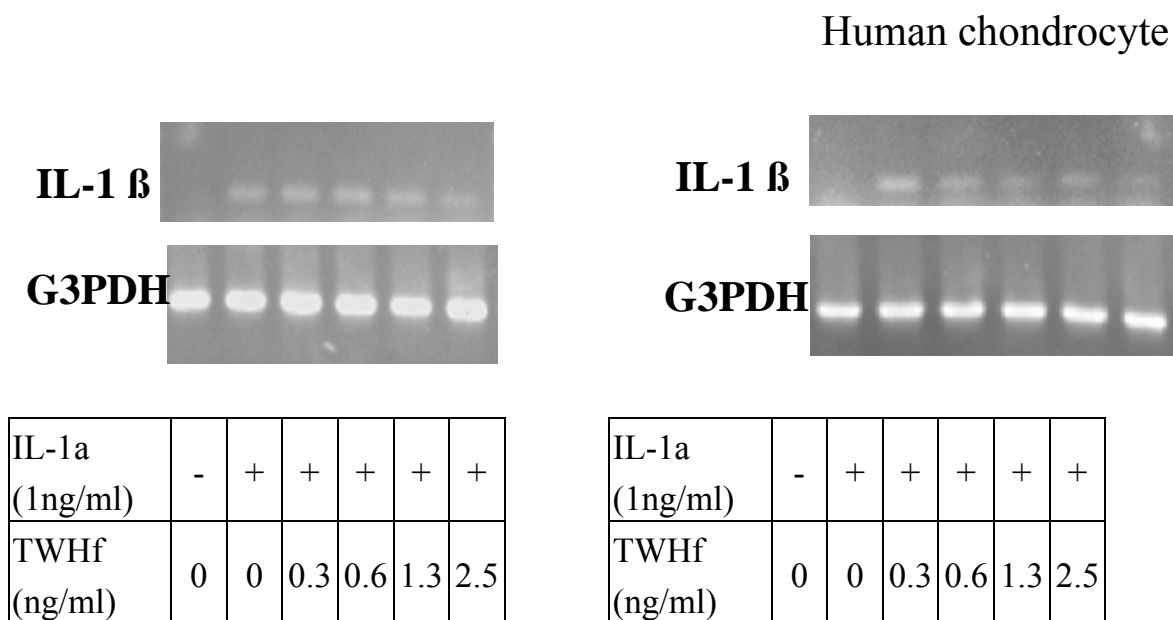 Human chondrocyte
IL-1 ß
G3PDH
IL-1a
(1ng/ml) - + + + + +
TWHf
(ng/ml) 0 0 0.3 0.6 1.3 2.5
IL-1 ß
G3PDH
IL-1a
(1ng/ml) - + + + + +
TWHf
(ng/ml) 0 0 0.3 0.6 1.3 2.5